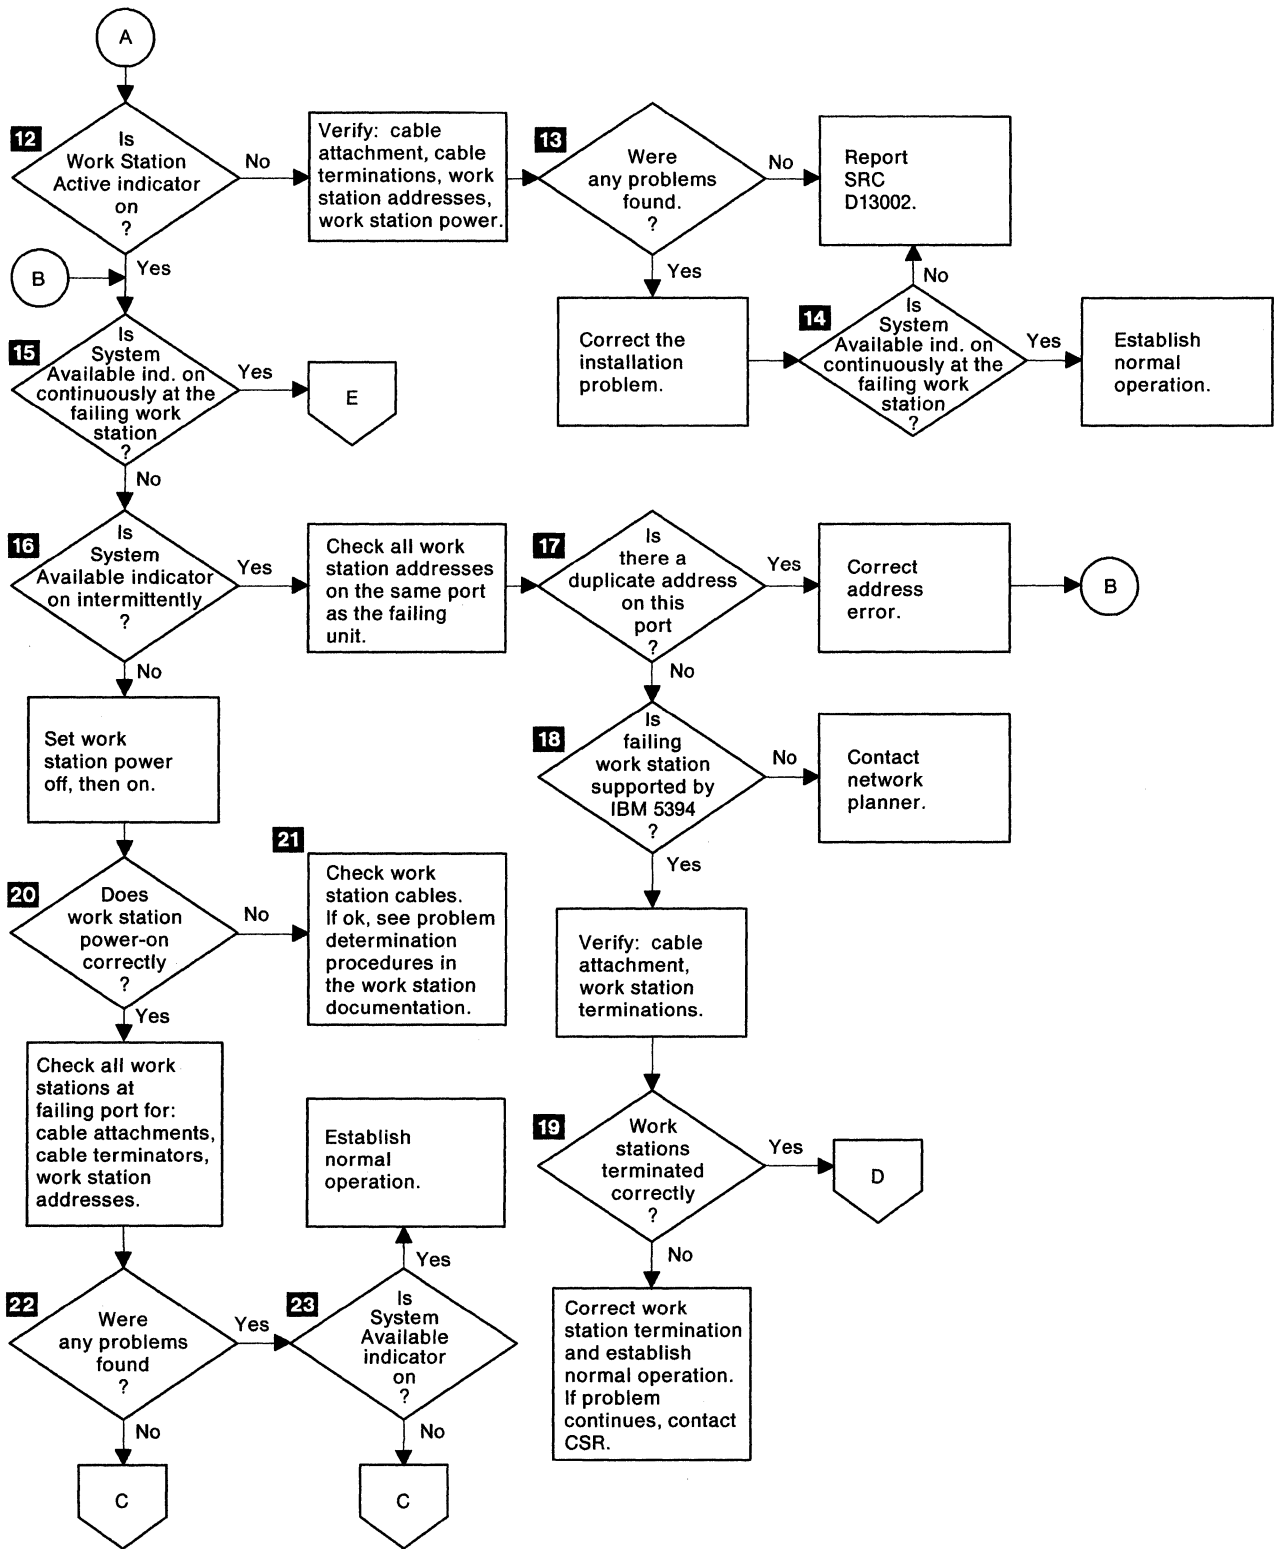 A
12
Is
Work Station
Active indicator
on
?
No
Verify: cable
attachment, cable
terminations, work
station addresses,
work station power.
13
Were
any problems
found.
?
No
Report
SRC
D13002.
Yes
B
Yes
No
Correct the
installation
problem.
14
Is
System
Available ind. on
continuously at the
failing work
station
?
Yes
Establish
normal
operation.
15
Is
System
Available ind. on
continuously at the
failing work
station
?
Yes
E
No
16
Is
System
Available indicator
on intermittently
?
Yes
Check all work
station addresses
on the same port
as the failing
unit.
17
Is
there a
duplicate address
on this
port
?
Yes
Correct
address
error.
B
No
No
Set work
station power
off, then on.
18
Is
failing
work station
supported by
IBM 5394
?
No
Contact
network
planner.
Yes
20
Does
work station
power-on
correctly
?
No
21
Check work
station cables.
If ok, see problem
determination
procedures in
the work station
documentation.
Verify: cable
attachment,
work station
terminations.
Yes
Check all work
stations at
failing port for:
cable attachments,
cable terminators,
work station
addresses.
Establish
normal
operation.
19
Work
stations
terminated
correctly
?
Yes
D
No
22
Were
any problems
found
?
Yes
23
Is
System
Available
indicator
on
?
Yes
Correct work
station termination
and establish
normal operation.
If problem
continues, contact
CSR.
No
C
No
C